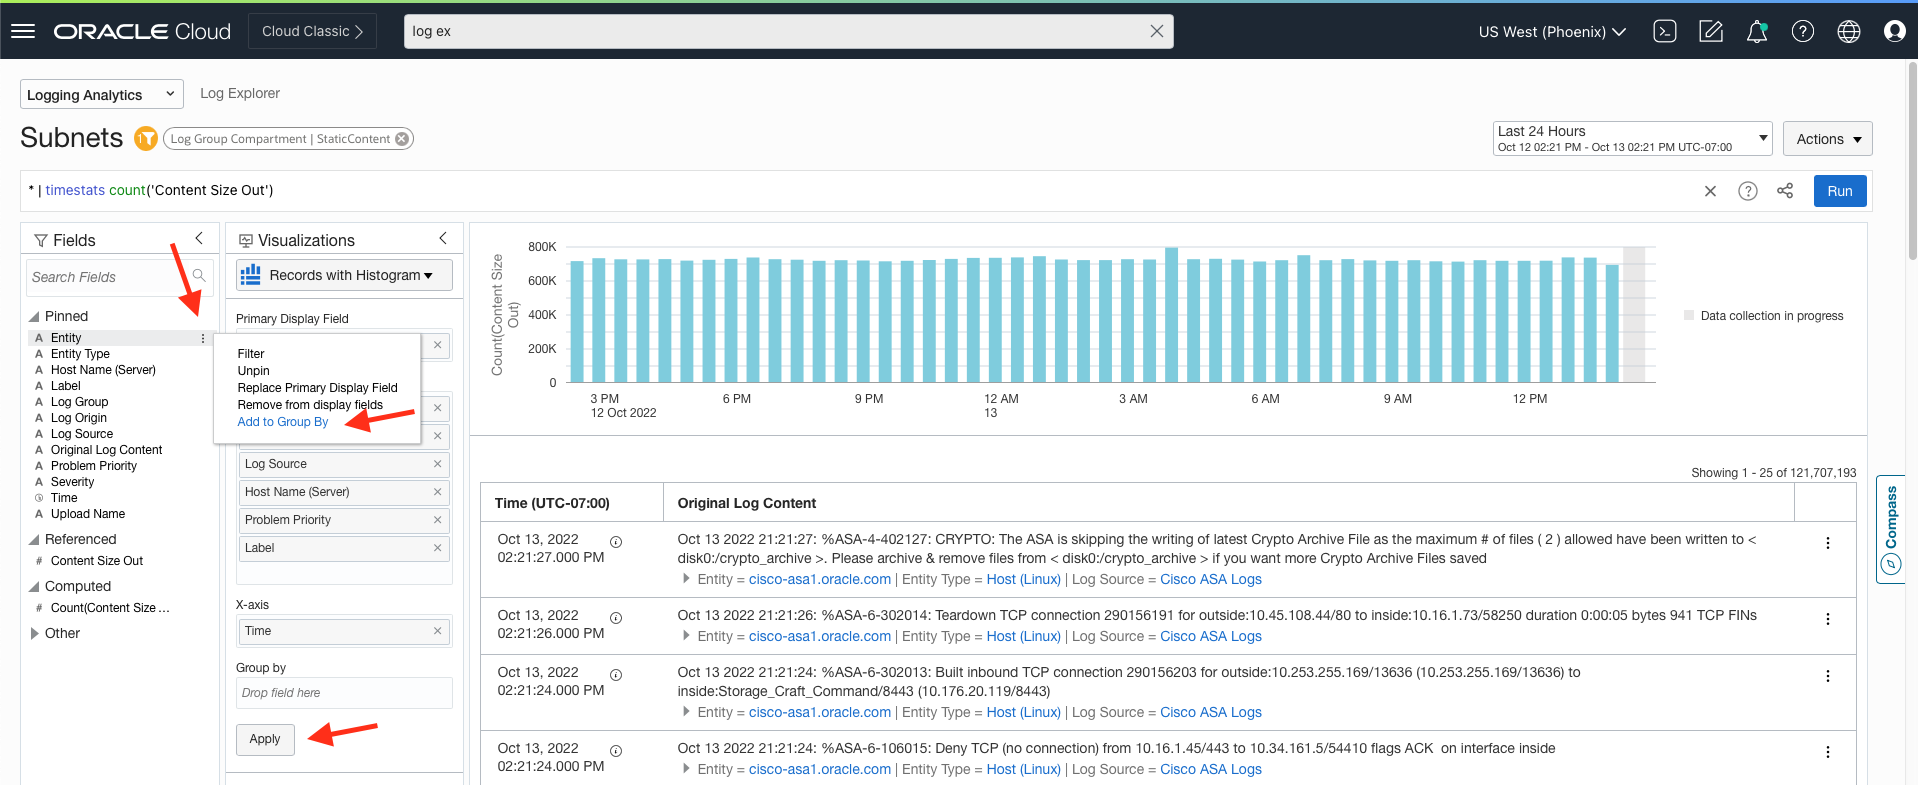 ORACLE Cloud
Cloud Classic
log ex
US West (Phoenix)
Logging Analytics
Log Explorer
Subnets
1
Log Group Compartment | StaticContent
Last 24 Hours
Oct 12 02:21 PM - Oct 13 02:21 PM UTC-07:00
Actions
* | timestats count('Content Size Out')
Run
Fields
Search Fields
Pinned
A Entity
A Entity Type
A Host Name (Server)
A Label
A Log Group
A Log Origin
A Log Source
A Original Log Content
A Problem Priority
A Severity
Time
A Upload Name
Referenced
# Content Size Out
Computed
# Count(Content Size ...
Other
Visualizations
Records with Histogram
Primary Display Field
Filter
Unpin
Replace Primary Display Field
Remove from display fields
Add to Group By
Log Source
Host Name (Server)
Problem Priority
Label
X-axis
Time
Group by
Drop field here
Apply
Count(Content Size
Out)
800K
600K
400K
200K
0
3 PM
12 Oct 2022
6 PM
9 PM
12 AM
13
3 AM
6 AM
9 AM
12 PM
Data collection in progress
Showing 1 - 25 of 121,707,193
Time (UTC-07:00)
Original Log Content
Oct 13, 2022
02:21:27.000 PM
Oct 13 2022 21:21:27: %ASA-4-402127: CRYPTO: The ASA is skipping the writing of latest Crypto Archive File as the maximum # of files ( 2 ) allowed have been written to <
disk0:/crypto_archive >. Please archive & remove files from < disk0:/crypto_archive > if you want more Crypto Archive Files saved
Entity = cisco-asa1.oracle.com | Entity Type = Host (Linux) | Log Source = Cisco ASA Logs
Oct 13, 2022
02:21:26.000 PM
Oct 13 2022 21:21:26: %ASA-6-302014: Teardown TCP connection 290156191 for outside:10.45.108.44/80 to inside:10.16.1.73/58250 duration 0:00:05 bytes 941 TCP FINs
Entity = cisco-asa1.oracle.com | Entity Type = Host (Linux) | Log Source = Cisco ASA Logs
Oct 13, 2022
02:21:24.000 PM
Oct 13 2022 21:21:24: %ASA-6-302013: Built inbound TCP connection 290156203 for outside:10.253.255.169/13636 (10.253.255.169/13636) to
inside:Storage_Craft_Command/8443 (10.176.20.119/8443)
Entity = cisco-asa1.oracle.com | Entity Type = Host (Linux) | Log Source = Cisco ASA Logs
Oct 13, 2022
02:21:24.000 PM
Oct 13 2022 21:21:24: %ASA-6-106015: Deny TCP (no connection) from 10.16.1.45/443 to 10.34.161.5/54410 flags ACK  on interface inside
Entity = cisco-asa1.oracle.com | Entity Type = Host (Linux) | Log Source = Cisco ASA Logs
Compass